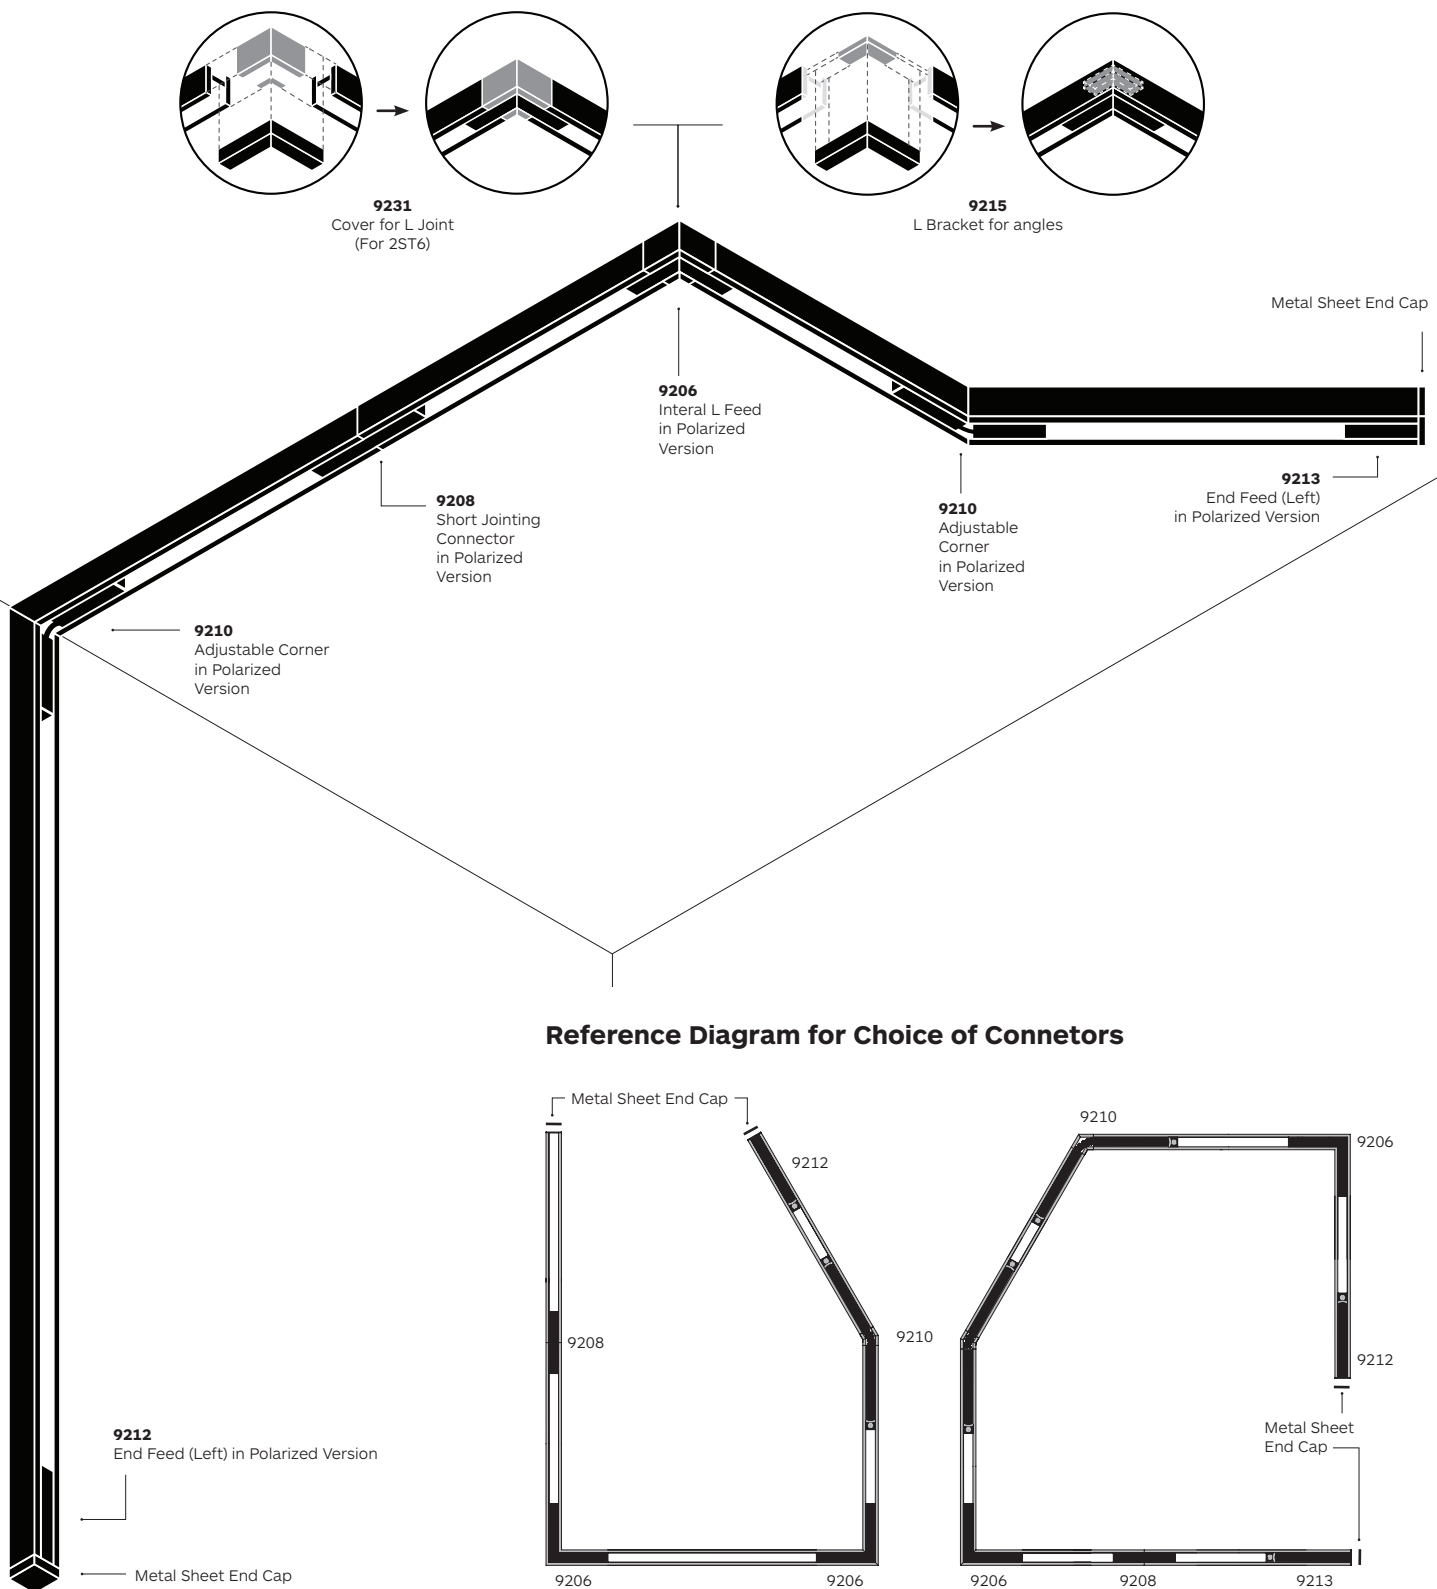 9231
Cover for L Joint
(For 2ST6)
9215
L Bracket for angles
Metal Sheet End Cap
9206
Interal L Feed
in Polarized
Version
9208
Short Jointing
Connector
in Polarized
Version
9210
Adjustable
Corner
in Polarized
Version
9213
End Feed (Left)
in Polarized Version
9210
Adjustable Corner
in Polarized
Version
9212
End Feed (Left) in Polarized Version
Metal Sheet End Cap
Reference Diagram for Choice of Connetors
Metal Sheet End Cap
9212
9208
9210
9206
9206
9210
9206
9212
Metal Sheet
End Cap
9206
9208
9213